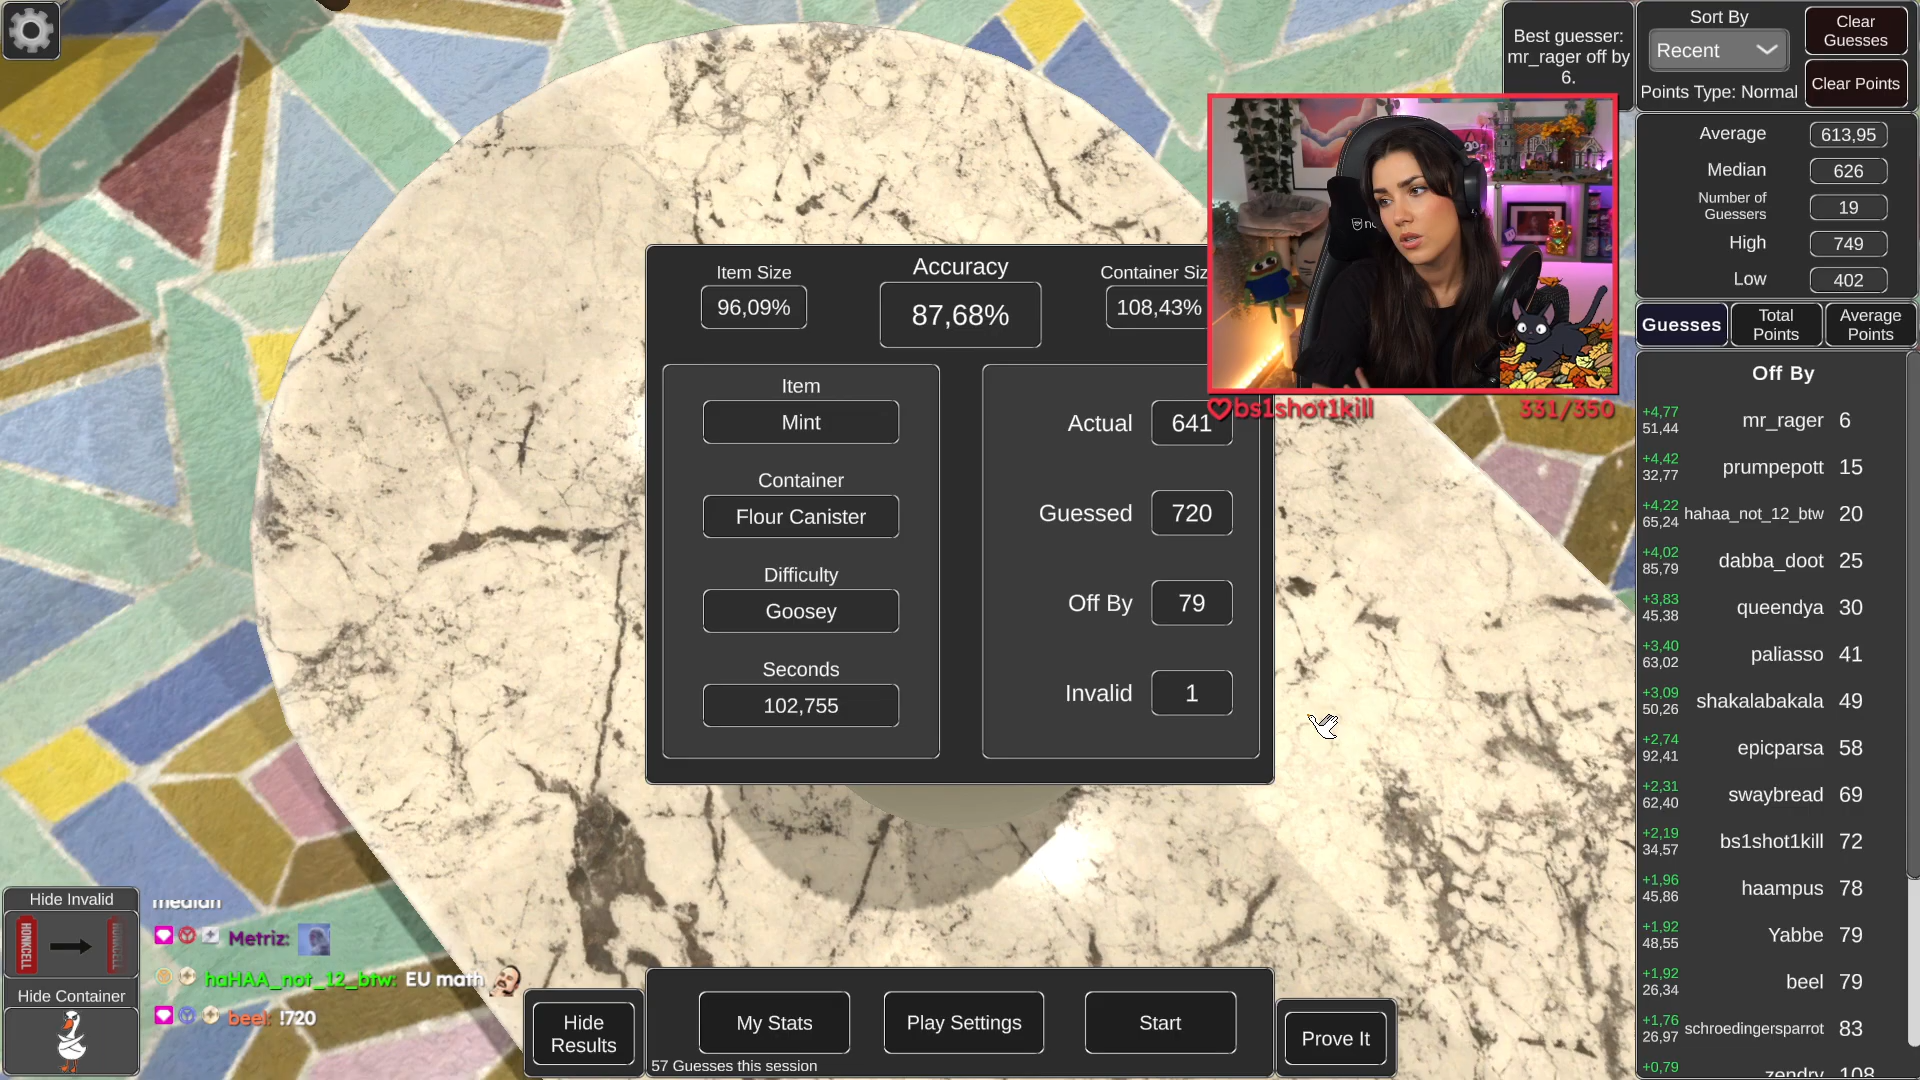 Best guesser:
mr_rager off by
6.
Sort By
Recent
Points Type: Normal
Clear
Guesses
Clear Points
Average 613,95
Median 626
Number of
Guessers
19
High 749
Low 402
Guesses
Total
Points
Average
Points
Off By
+4,77
51,44
mr_rager 6
+4,42
32,77
prumpepott 15
+4,22
65,24
hahaa_not_12_btw 20
+4,02
85,79
dabba_doot 25
+3,83
45,38
queendya 30
+3,40
63,02
paliasso 41
+3,09
50,26
shakalabakala 49
+2,74
92,41
epicparsa 58
+2,31
62,40
swaybread 69
+2,19
34,57
bs1shot1kill 72
+1,96
45,86
haampus 78
+1,92
48,55
Yabbe 79
+1,92
26,34
beel 79
+1,76
26,97
schroedingersparrot 83
+0,79
zendry 108
bs1shot1kill 331/350
Item Size
96,09%
Accuracy
87,68%
Container Siz
108,43%
Item
Mint
Container
Flour Canister
Difficulty
Goosey
Seconds
102,755
Actual 641
Guessed 720
Off By 79
Invalid 1
Hide Invalid
HONKCELL
Hide Container
median
Metriz:
haHAA_not_12_btw: EU math
beel: !720
Hide
Results
My Stats
Play Settings
Start
Prove It
57 Guesses this session